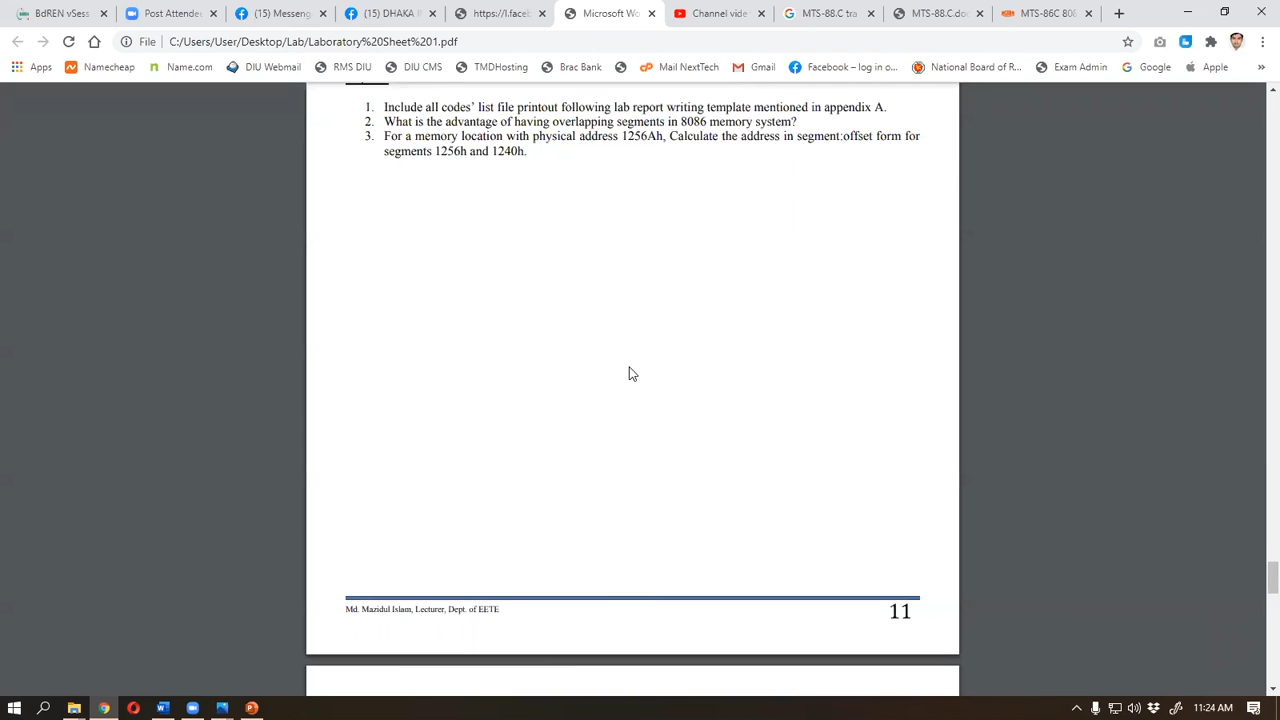 BdREN vSess
Post Attende
(15) Messeng
(15) DHAKA I
https://l.facel
Microsoft Wo
Channel vide
MTS-88.C tra
MTS-88.C.do
MTS-86C 808
File C:/Users/User/Desktop/Lab/Laboratory%20Sheet%201.pdf
Apps
Namecheap
Name.com
DIU Webmail
RMS DIU
DIU CMS
TMDHosting
Brac Bank
Mail NextTech
Gmail
Facebook – log in o...
National Board of R...
Exam Admin
Google
Apple
1. Include all codes’ list file printout following lab report writing template mentioned in appendix A.
2. What is the advantage of having overlapping segments in 8086 memory system?
3. For a memory location with physical address 1256Ah, Calculate the address in segment:offset form for
segments 1256h and 1240h.
Md. Mazidul Islam, Lecturer, Dept. of EETE
11
11:24 AM